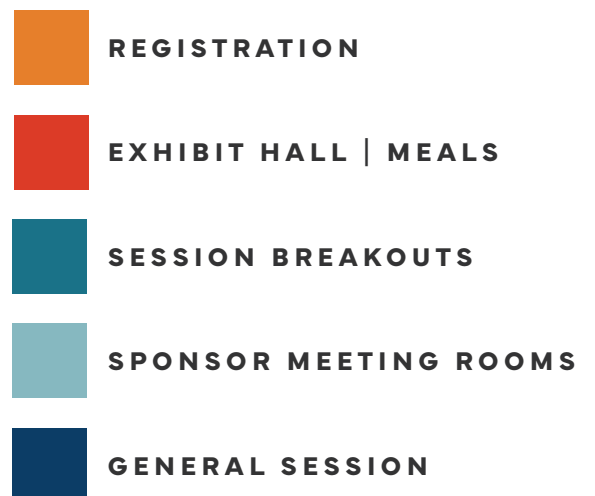 REGISTRATION
EXHIBIT HALL | MEALS
SESSION BREAKOUTS
SPONSOR MEETING ROOMS
GENERAL SESSION